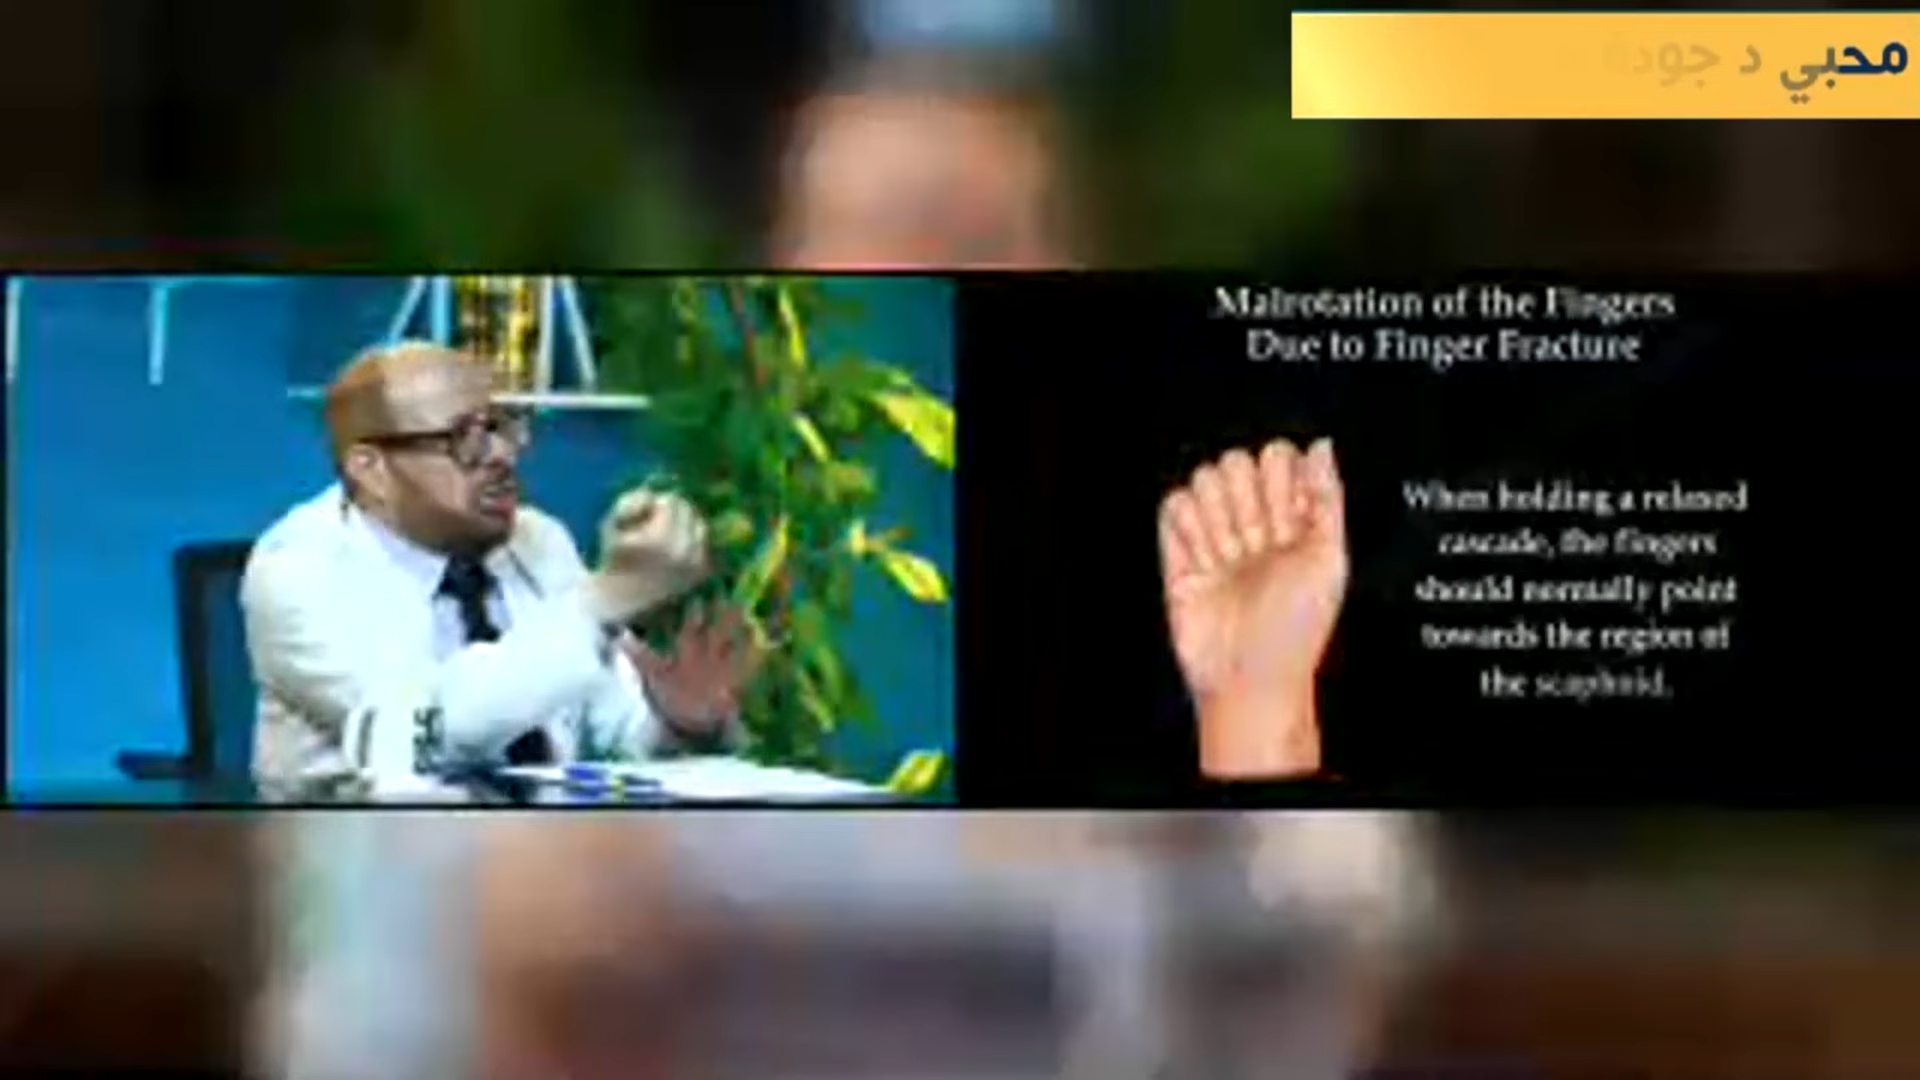 محبي د جودة
Malrotation of the Fingers
Due to Finger Fracture
When holding a relaxed
cascade, the fingers
should normally point
towards the region of
the scaphoid.